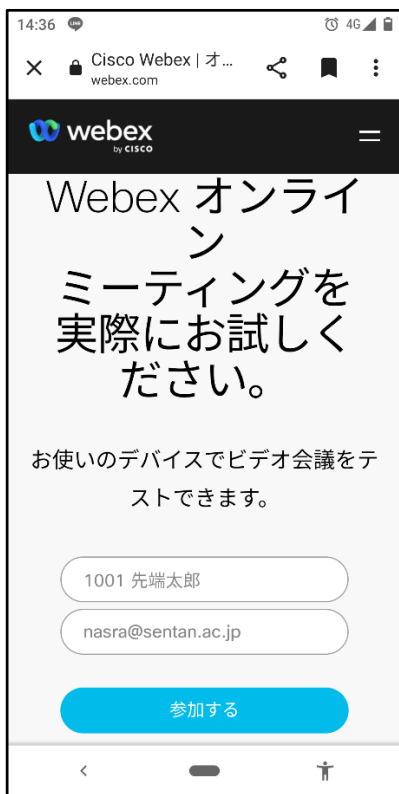 14:36 LINE 4G
Cisco Webex | オ...
webex.com
webex
by CISCO
Webex オンライ
ン
ミーティングを
実際にお試しく
ださい。
お使いのデバイスでビデオ会議をテ
ストできます。
1001 先端太郎
nasra@sentan.ac.jp
参加する